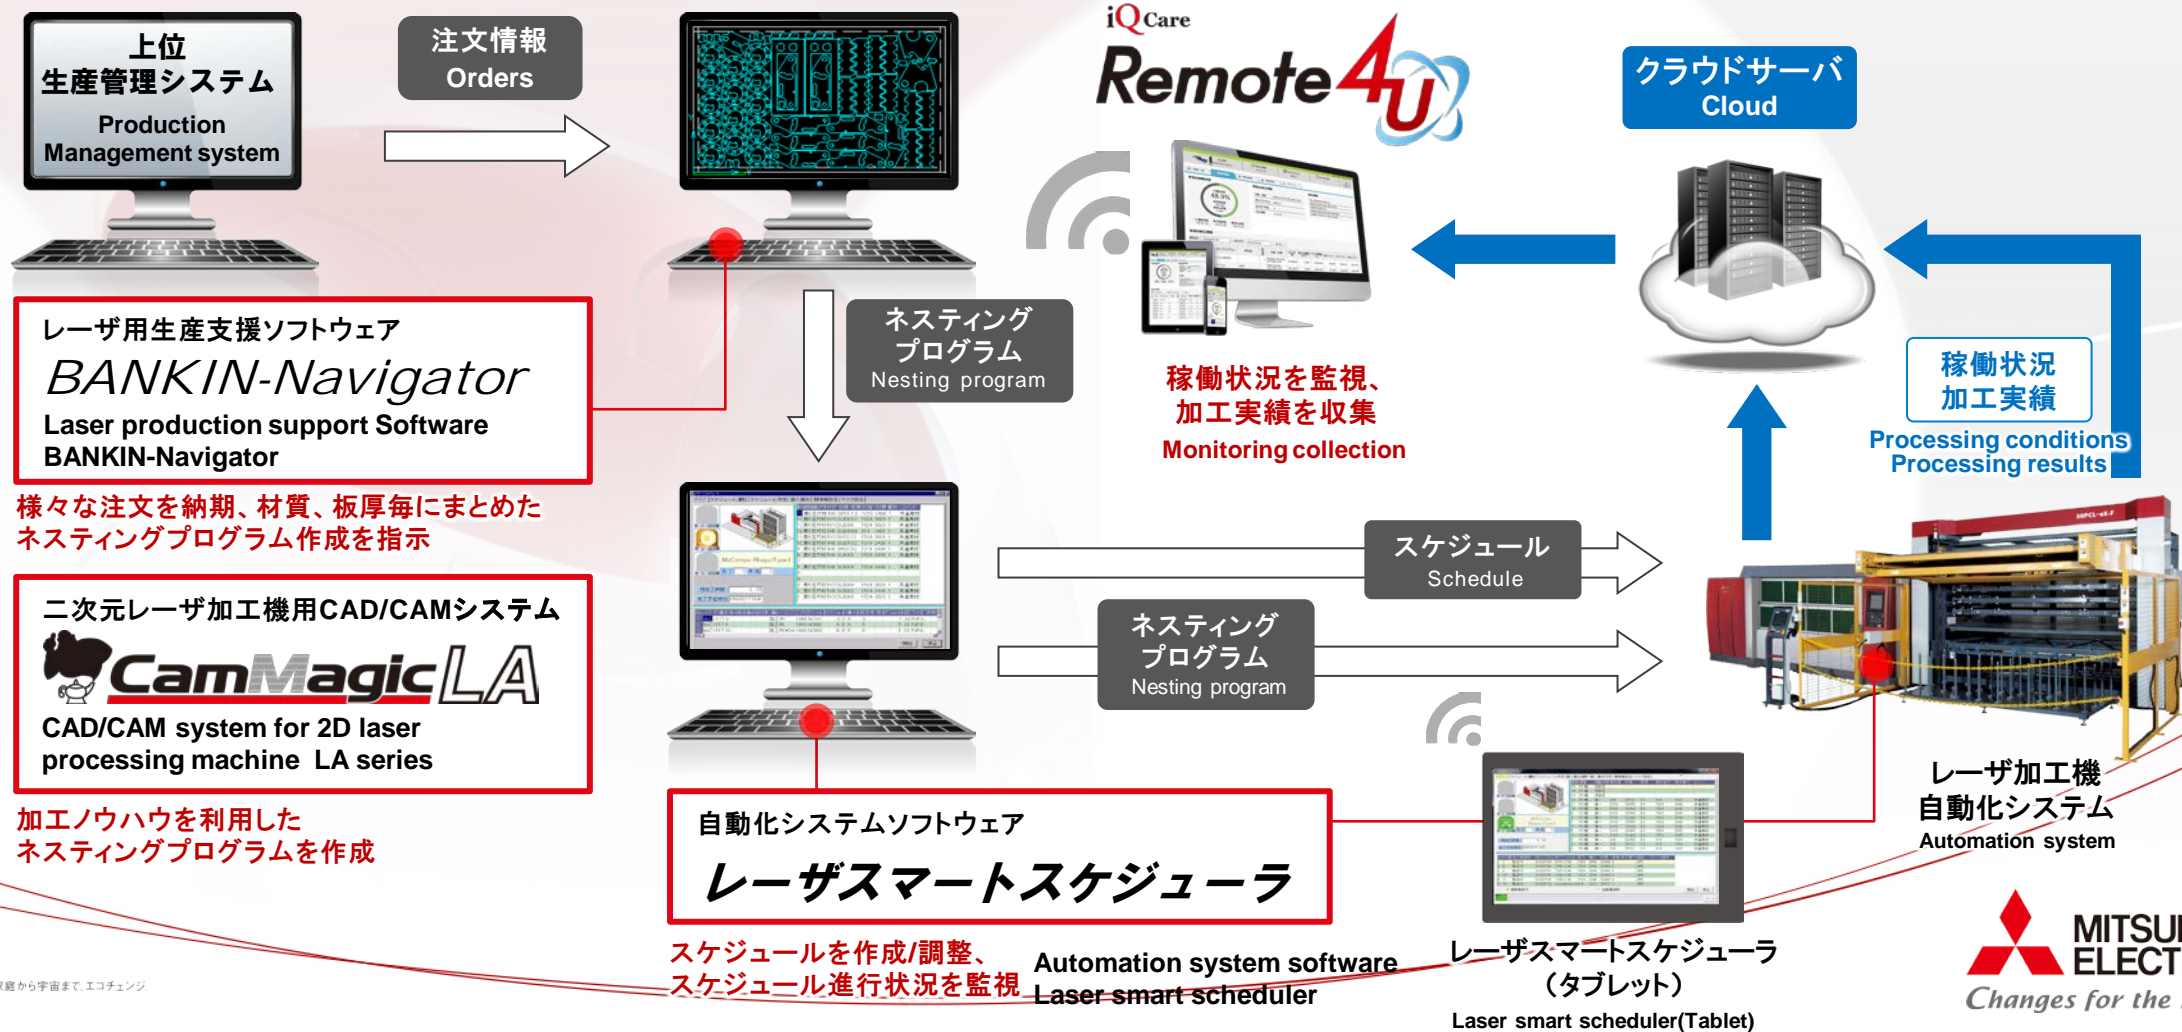 上位
生産管理システム
Production
Management system
注文情報
Orders
iQ Care
Remote4U
クラウドサーバ
Cloud
レーザ用生産支援ソフトウェア
BANKIN-Navigator
Laser production support Software
BANKIN-Navigator
様々な注文を納期、材質、板厚毎にまとめた
ネスティングプログラム作成を指示
ネスティング
プログラム
Nesting program
稼働状況を監視、
加工実績を収集
Monitoring collection
稼働状況
加工実績
Processing conditions
Processing results
二次元レーザ加工機用CAD/CAMシステム
CamMagic LA
CAD/CAM system for 2D laser
processing machine LA series
加工ノウハウを利用した
ネスティングプログラムを作成
スケジュール
Schedule
ネスティング
プログラム
Nesting program
自動化システムソフトウェア
レーザスマートスケジューラ
スケジュールを作成/調整、
スケジュール進行状況を監視
Automation system software
Laser smart scheduler
レーザスマートスケジューラ
（タブレット）
Laser smart scheduler(Tablet)
レーザ加工機
自動化システム
Automation system
MITSU
ELECT
Changes for the
庭から宇宙まで、エコチェンジ